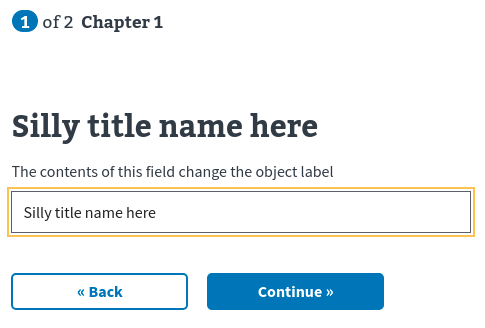 1 of 2 Chapter 1
Silly title name here
The contents of this field change the object label
Silly title name here
« Back
Continue »